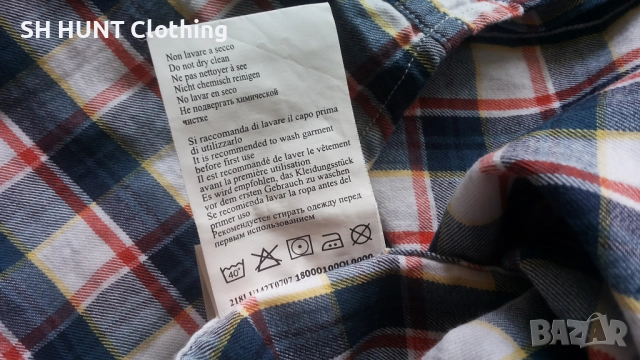 SH HUNT Clothing
Non lavare a secco
Do not dry clean
Ne pas nettoyer à see
Nicht chemisch reinigen
No lavar en seco
Не подвергать химической
чистке
Si raccomanda di lavare il capo prima
di utilizzarlo
It is recommended to wash garment
before first use
Il est recommandé de laver le vêtement
avant la première utilisation
Es wird empfohlen, das Kleidungsstück
vor dem ersten Gebrauch zu waschen
Se recomienda lavar la ropa antes del
primer uso
Рекомендуется стирать одежду перед
первым использованием
40°
18000100OL0000
BAZAR